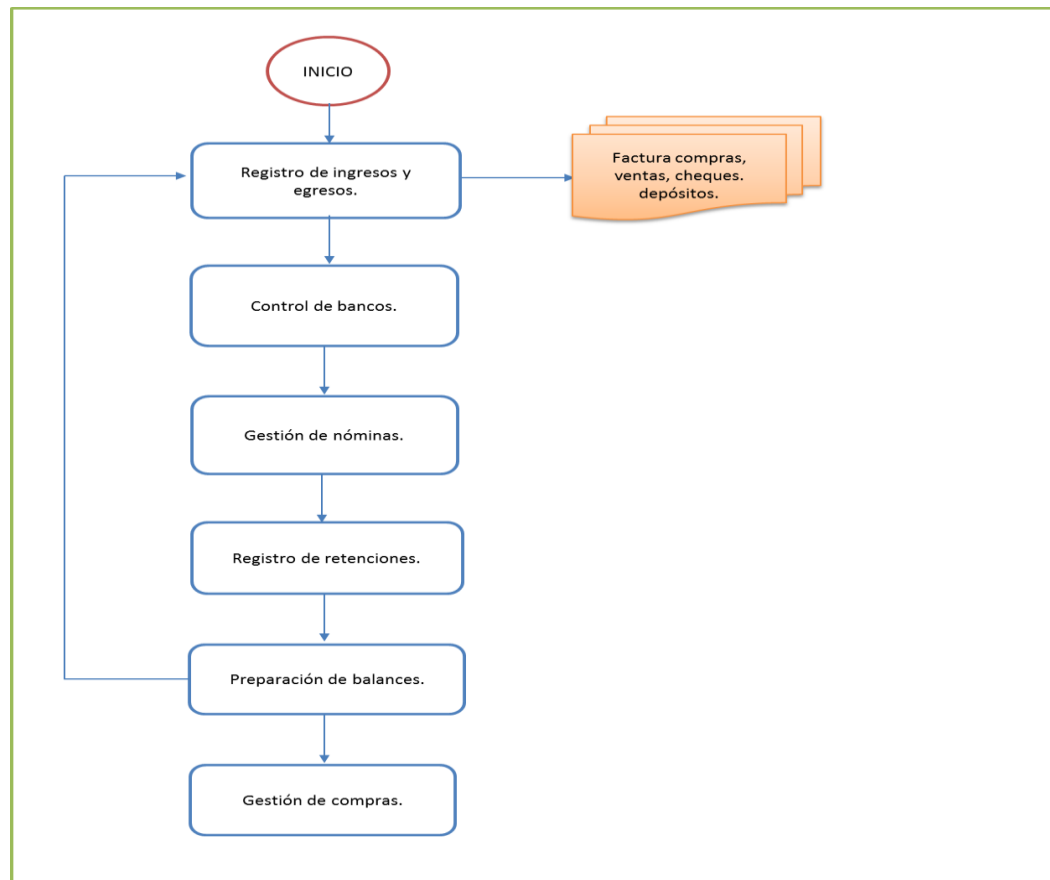 INICIO
Registro de ingresos y
egresos.
Factura compras,
ventas, cheques.
depósitos.
Control de bancos.
Gestión de nóminas.
Registro de retenciones.
Preparación de balances.
Gestión de compras.